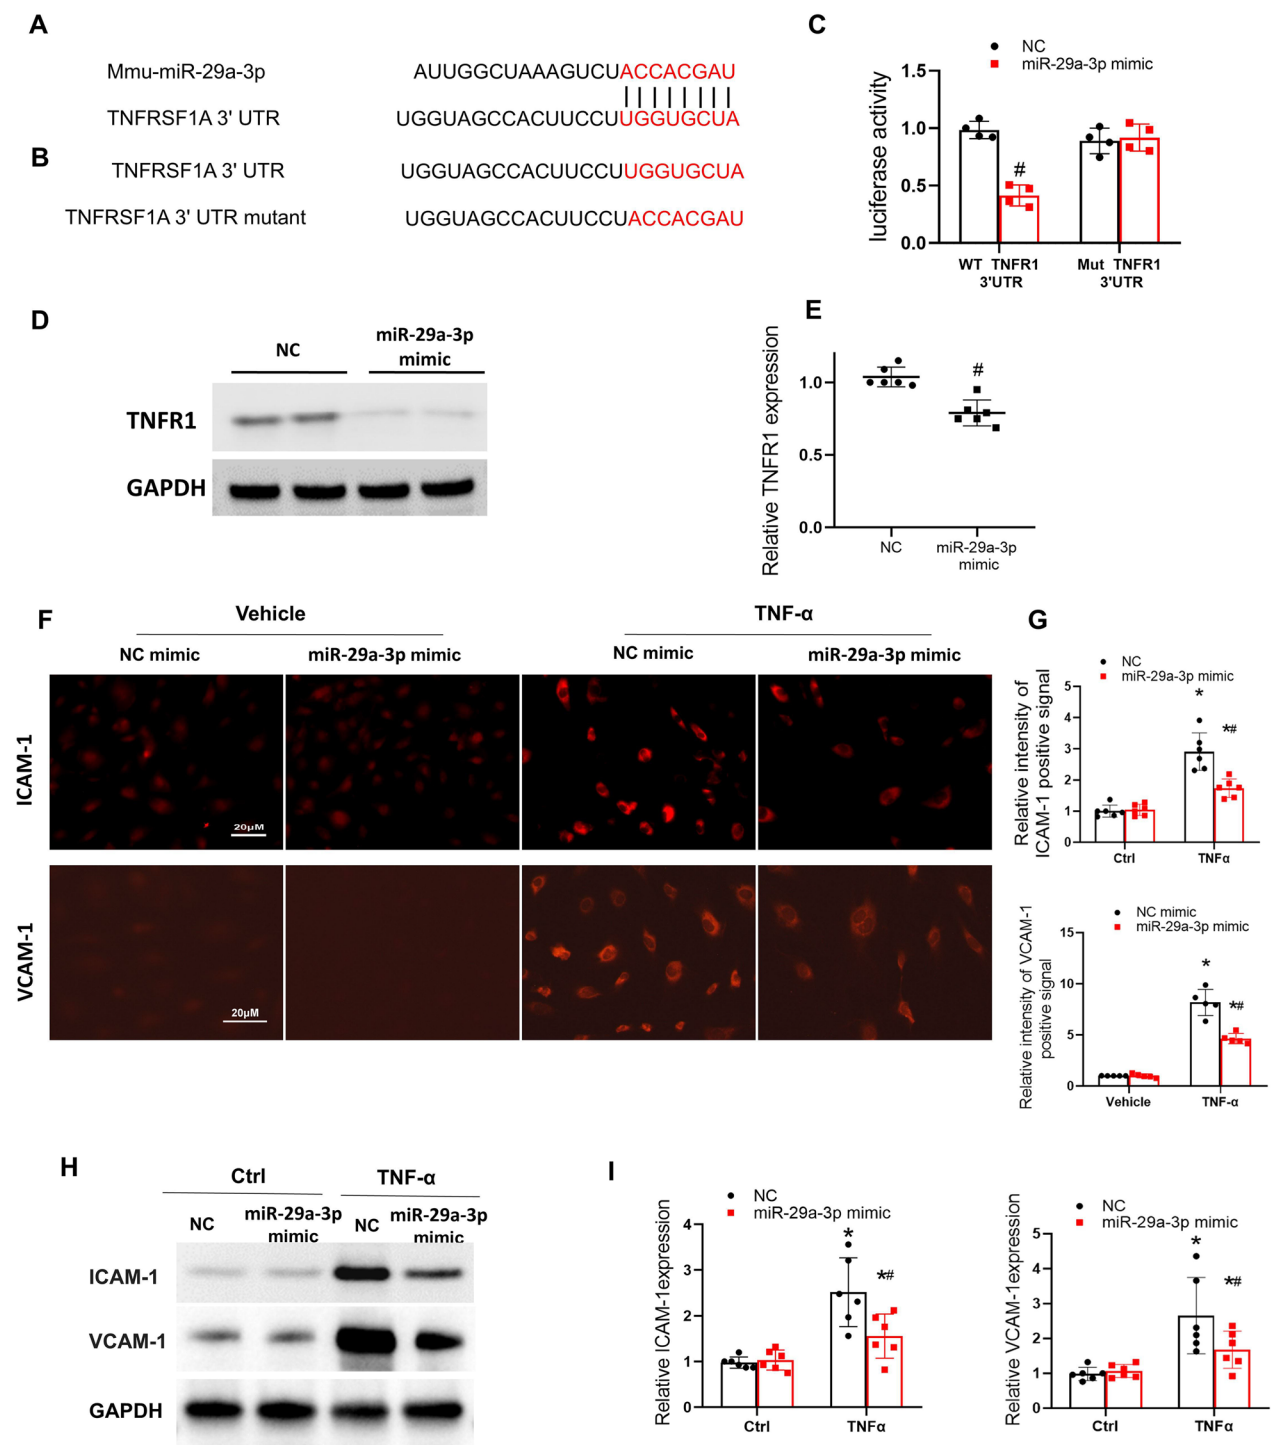 A
Mmu-miR-29a-3p AUUGGCUAAAGUCUACCACGAU
TNFRSF1A 3' UTR UGGUAGCCACUUCCUUGGUGCUA
B
TNFRSF1A 3' UTR UGGUAGCCACUUCCUUGGUGCUA
TNFRSF1A 3' UTR mutant UGGUAGCCACUUCCUACCACGAU
C
NC
miR-29a-3p mimic
luciferase activity
1.5
1.0
0.5
0.0
#
WT TNFR1
3'UTR
Mut TNFR1
3'UTR
D
NC
miR-29a-3p
mimic
TNFR1
GAPDH
E
Relative TNFR1 expression
1.0
0.5
0.0
#
NC
miR-29a-3p
mimic
F
Vehicle TNF-α
NC mimic miR-29a-3p mimic NC mimic miR-29a-3p mimic
ICAM-1
20μM
VCAM-1
20μM
G
NC
miR-29a-3p mimic
Relative intensity of
ICAM-1 positive signal
5
4
3
2
1
0
*
*#
Ctrl TNFα
NC mimic
miR-29a-3p mimic
Relative intensity of VCAM-1
positive signal
15
10
5
0
*
*#
Vehicle TNF-α
H
Ctrl TNF-α
NC
miR-29a-3p
mimic
NC
miR-29a-3p
mimic
ICAM-1
VCAM-1
GAPDH
I
NC
miR-29a-3p mimic
Relative ICAM-1expression
4
3
2
1
0
*
*#
Ctrl TNFα
NC
miR-29a-3p mimic
Relative VCAM-1expression
5
4
3
2
1
0
*
*#
Ctrl TNFα